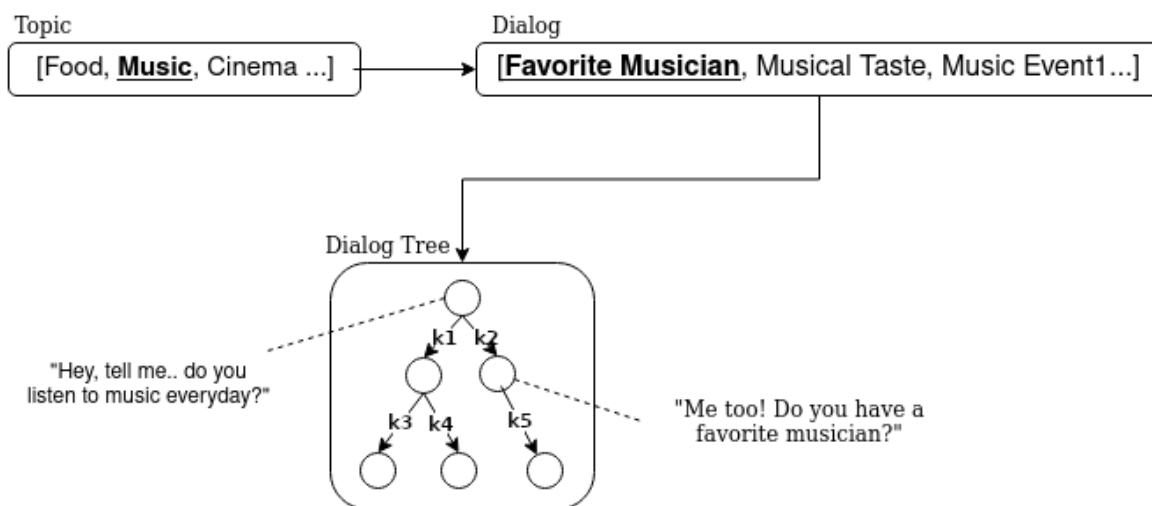 Topic
Dialog
[Food, Music, Cinema ...]
[Favorite Musician, Musical Taste, Music Event1...]
Dialog Tree
k1
k2
"Hey, tell me.. do you
listen to music everyday?"
k3
k4
k5
"Me too! Do you have a
favorite musician?"